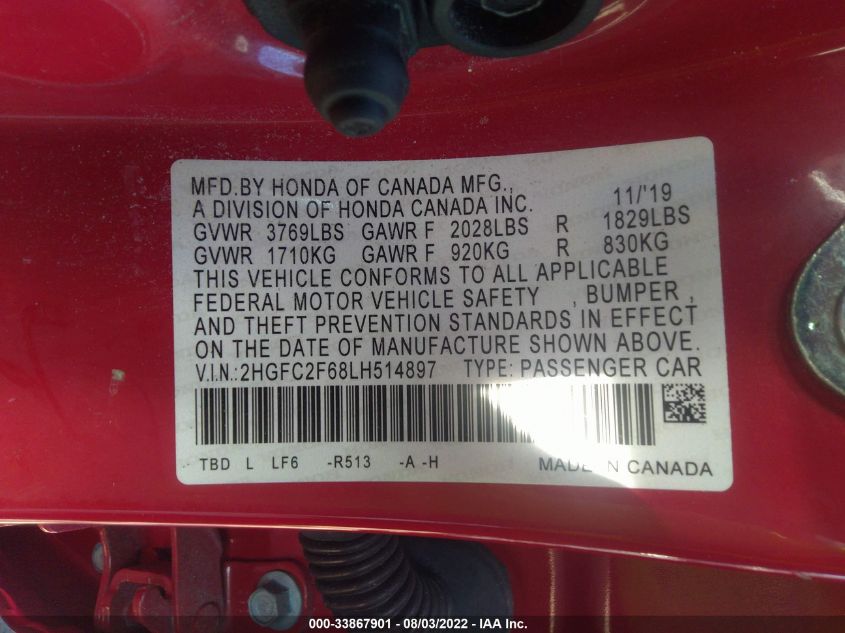 MFD.BY HONDA OF CANADA MFG., 11/'19
A DIVISION OF HONDA CANADA INC.
GVWR 3769LBS GAWR F 2028LBS R 1829LBS
GVWR 1710KG GAWR F 920KG R 830KG
THIS VEHICLE CONFORMS TO ALL APPLICABLE
FEDERAL MOTOR VEHICLE SAFETY , BUMPER ,
AND THEFT PREVENTION STANDARDS IN EFFECT
ON THE DATE OF MANUFACTURE SHOWN ABOVE.
V.I.N.:2HGFC2F68LH514897 TYPE: PASSENGER CAR
TBD L LF6 -R513 -A -H MADE IN CANADA
000-33867901 - 08/03/2022 - IAA Inc.